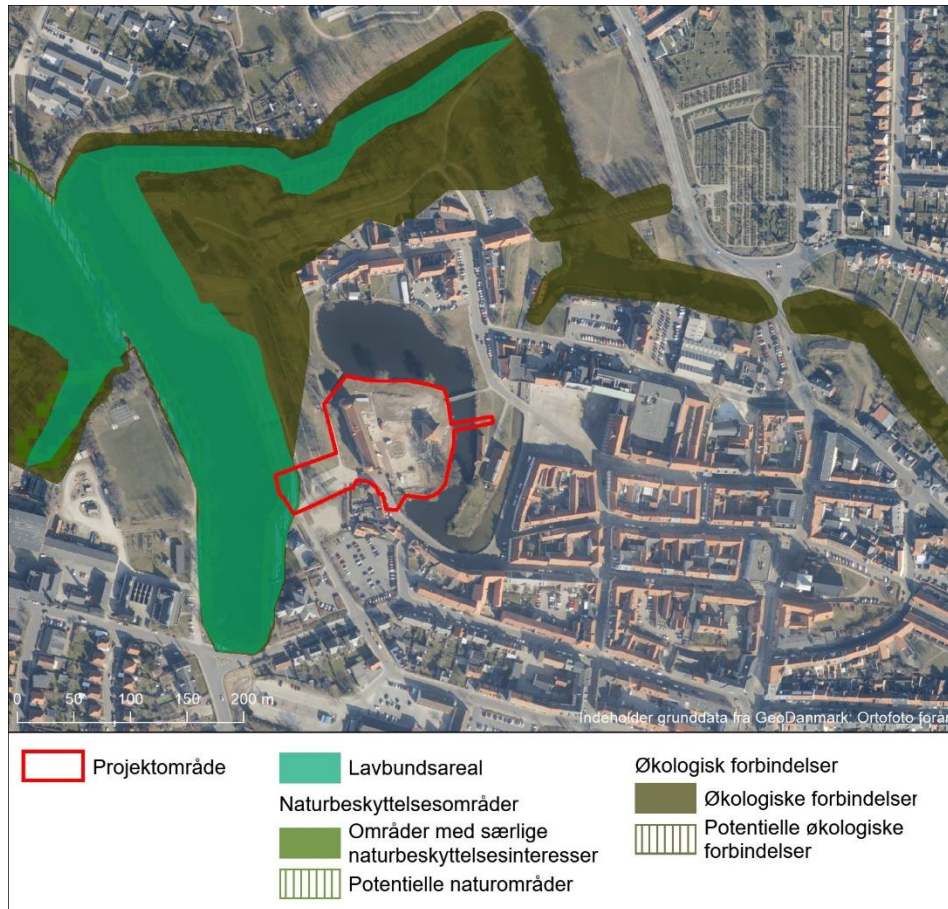 0 50 100 150 200 m
Indeholder grunddata fra GeoDanmark: Ortofoto forår
Projektområde
Lavbundsareal
Naturbeskyttelsesområder
Områder med særlige
naturbeskyttelsesinteresser
Potentielle naturområder
Økologisk forbindelser
Økologiske forbindelser
Potentielle økologiske
forbindelser